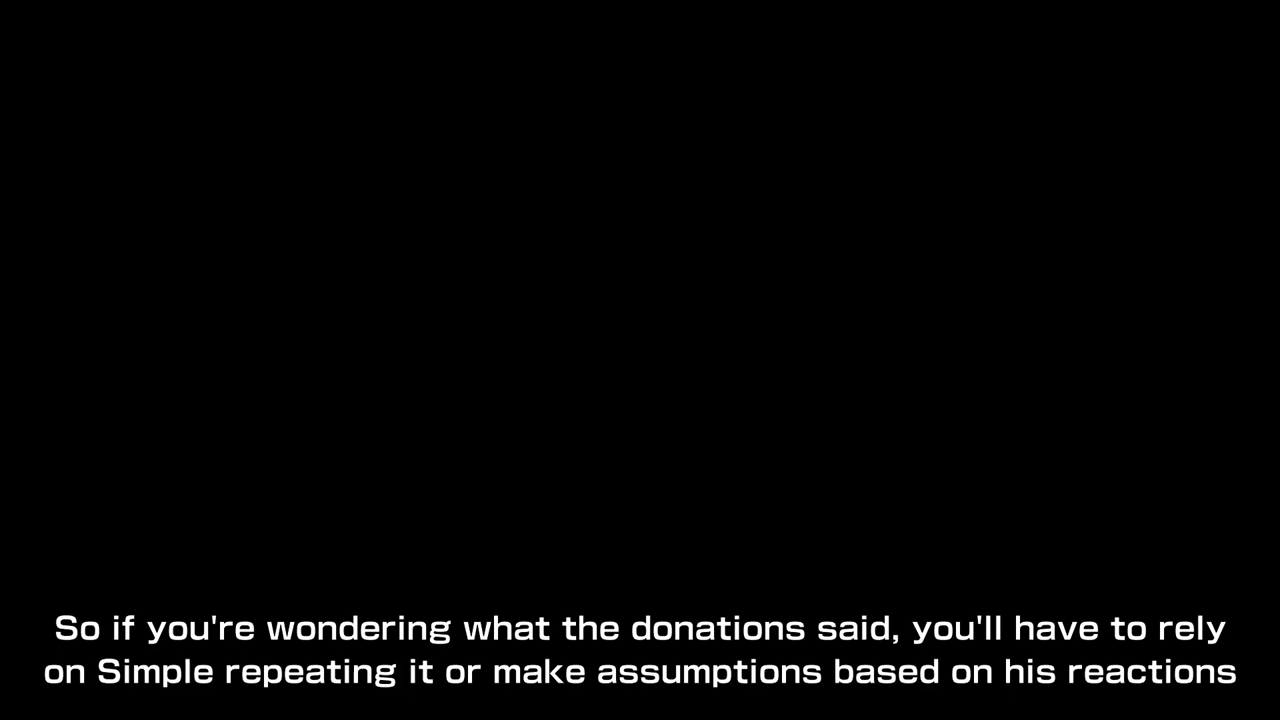 So if you're wondering what the donations said, you'll have to rely
on Simple repeating it or make assumptions based on his reactions